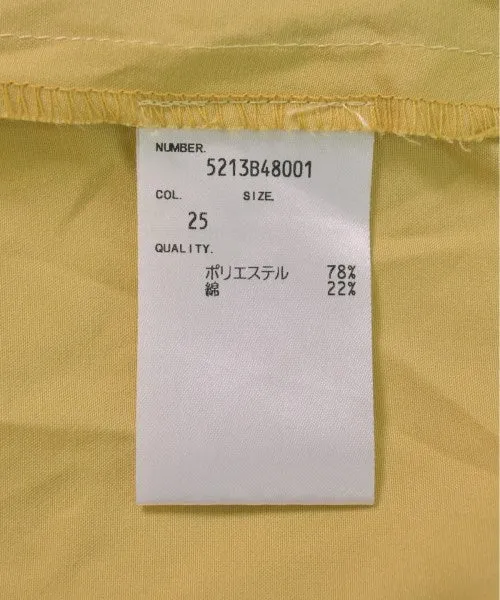 NUMBER.
5213B48001
COL. SIZE.
25
QUALITY.
ポリエステル 78%
綿 22%